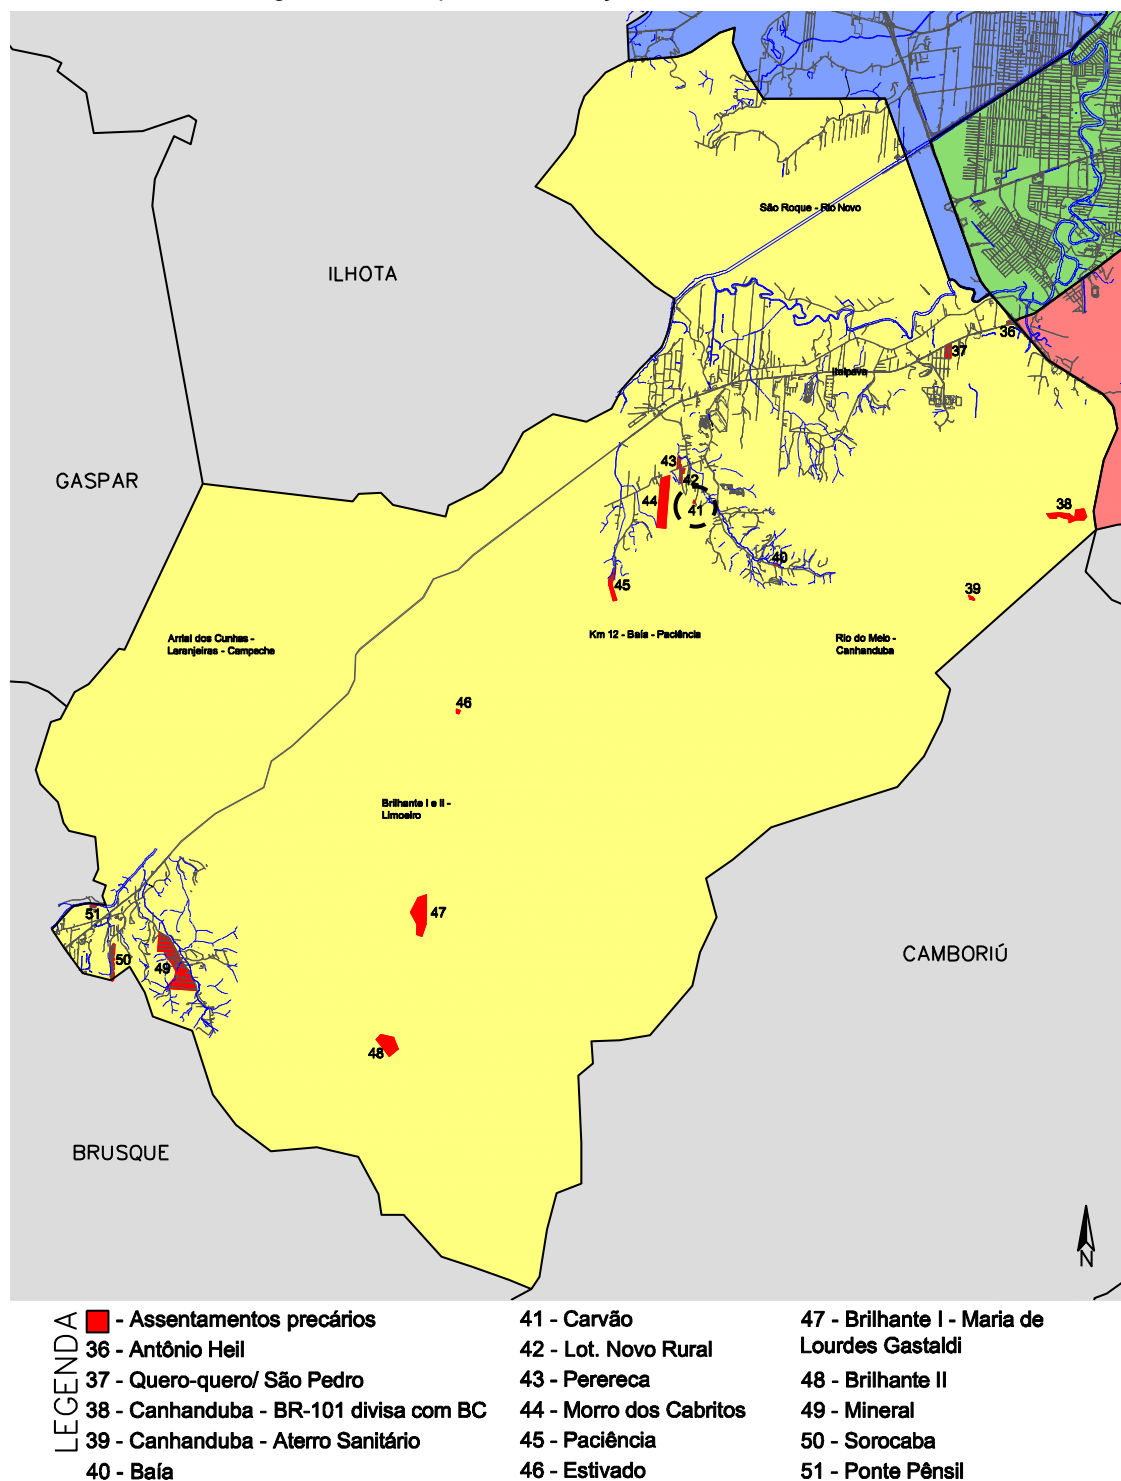 São Roque - Rio Novo
ILHOTA
36
37
Itaipava
43
42
GASPAR
44
41
38
40
45
39
Arrial dos Cunhas -
Laranjeiras - Campeche
Km 12 - Baía - Paciência
Rio do Meio -
Canhanduba
46
Brilhante I e II -
Limoeiro
51
47
50
49
CAMBORIÚ
48
BRUSQUE
N
LEGENDA
- Assentamentos precários
36 - Antônio Heil
37 - Quero-quero/ São Pedro
38 - Canhanduba - BR-101 divisa com BC
39 - Canhanduba - Aterro Sanitário
40 - Baía
41 - Carvão
42 - Lot. Novo Rural
43 - Perereca
44 - Morro dos Cabritos
45 - Paciência
46 - Estivado
47 - Brilhante I - Maria de
Lourdes Gastaldi
48 - Brilhante II
49 - Mineral
50 - Sorocaba
51 - Ponte Pênsil